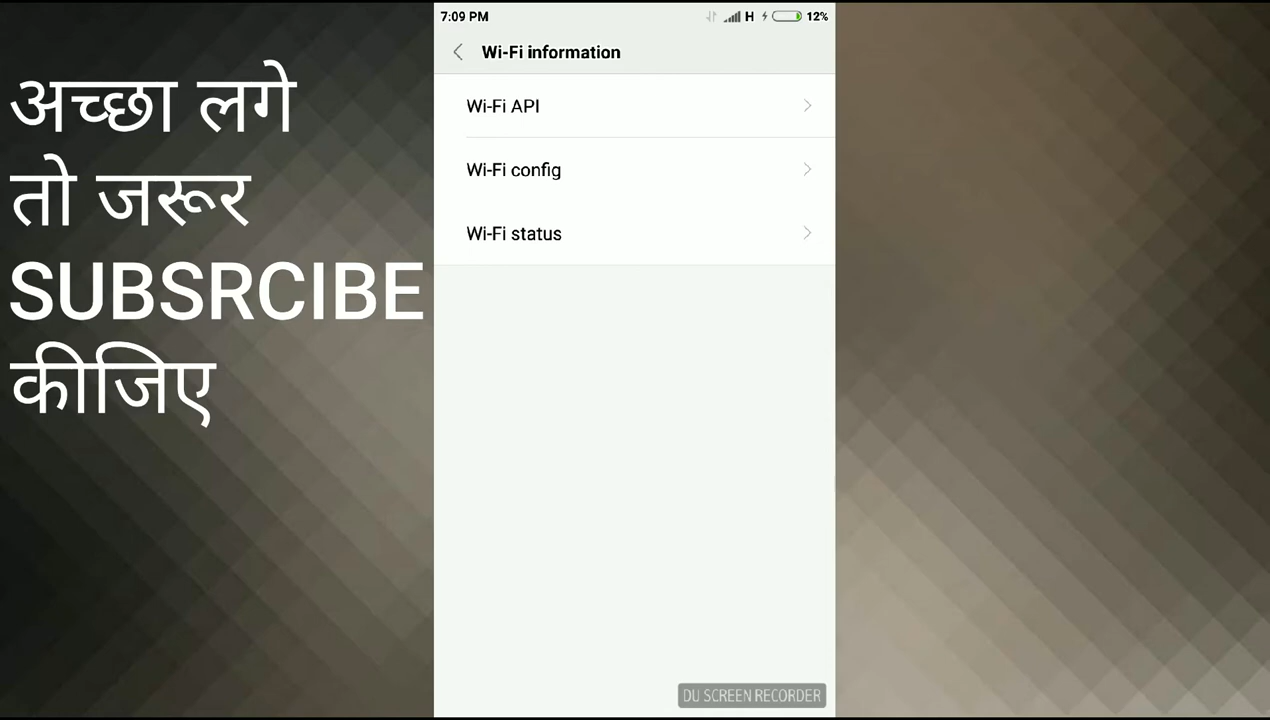 अच्छा लगे
तो जरूर
SUBSRCIBE
कीजिए
7:09 PM H 12%
Wi-Fi information
Wi-Fi API
Wi-Fi config
Wi-Fi status
DU SCREEN RECORDER